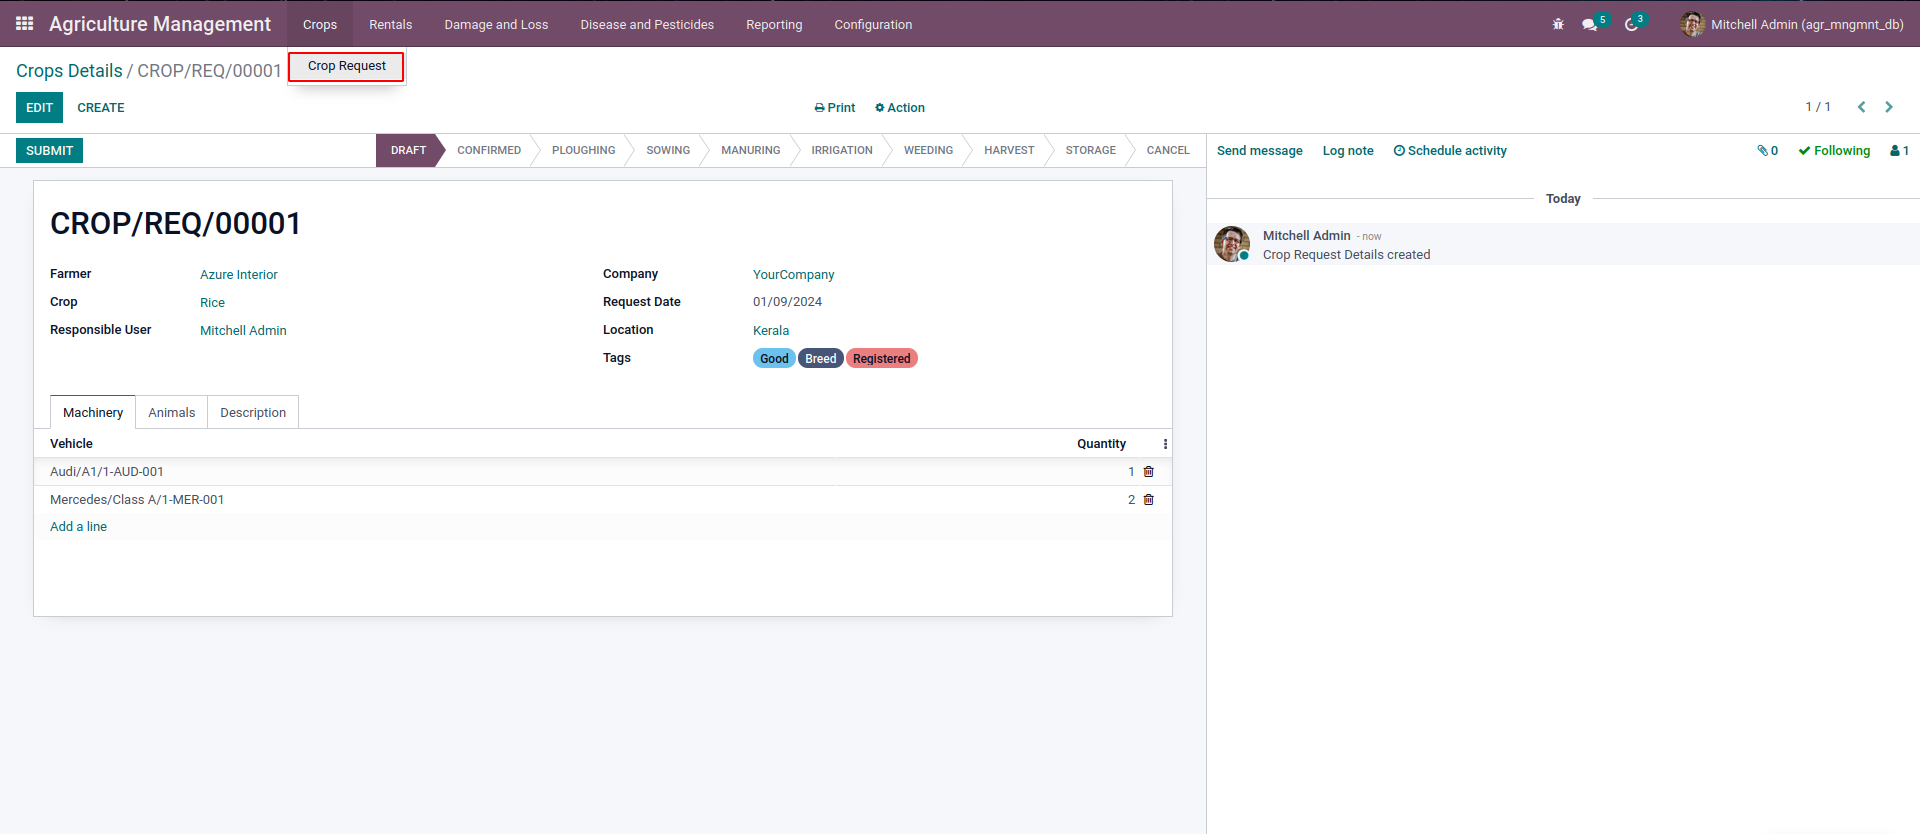 Agriculture Management Crops Rentals Damage and Loss Disease and Pesticides Reporting Configuration 5 3 Mitchell Admin (agr_mngmnt_db)
Crop Request
Crops Details / CROP/REQ/00001
EDIT CREATE Print Action 1 / 1
SUBMIT DRAFT CONFIRMED PLOUGHING SOWING MANURING IRRIGATION WEEDING HARVEST STORAGE CANCEL
Send message Log note Schedule activity 0 Following 1
Today
Mitchell Admin - now
Crop Request Details created
CROP/REQ/00001
Farmer Azure Interior Company YourCompany
Crop Rice Request Date 01/09/2024
Responsible User Mitchell Admin Location Kerala
Tags Good Breed Registered
Machinery Animals Description
Vehicle Quantity
Audi/A1/1-AUD-001 1
Mercedes/Class A/1-MER-001 2
Add a line